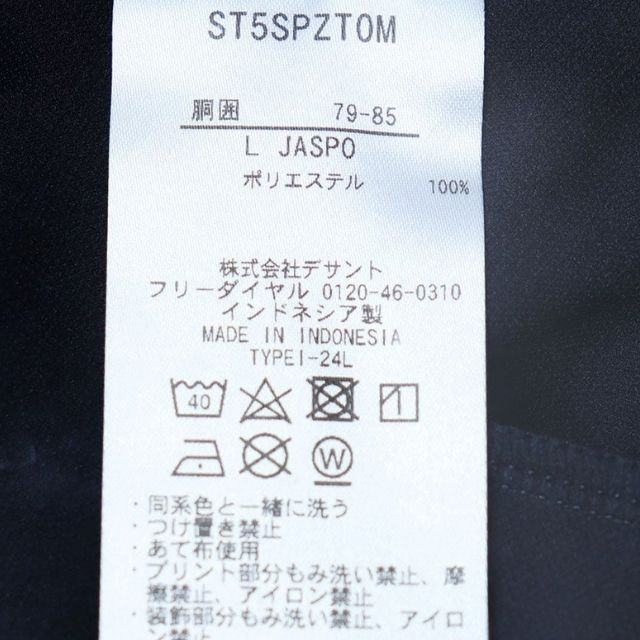 ST5SPZTOM
胴囲 79-85
L JASPO
ポリエステル 100%
株式会社デサント
フリーダイヤル 0120-46-0310
インドネシア製
MADE IN INDONESIA
TYPEI-24L
40
W
・同系色と一緒に洗う
・つけ置き禁止
・あて布使用
・プリント部分もみ洗い禁止、摩
擦禁止、アイロン禁止
・装飾部分もみ洗い禁止、アイロ
ン禁止